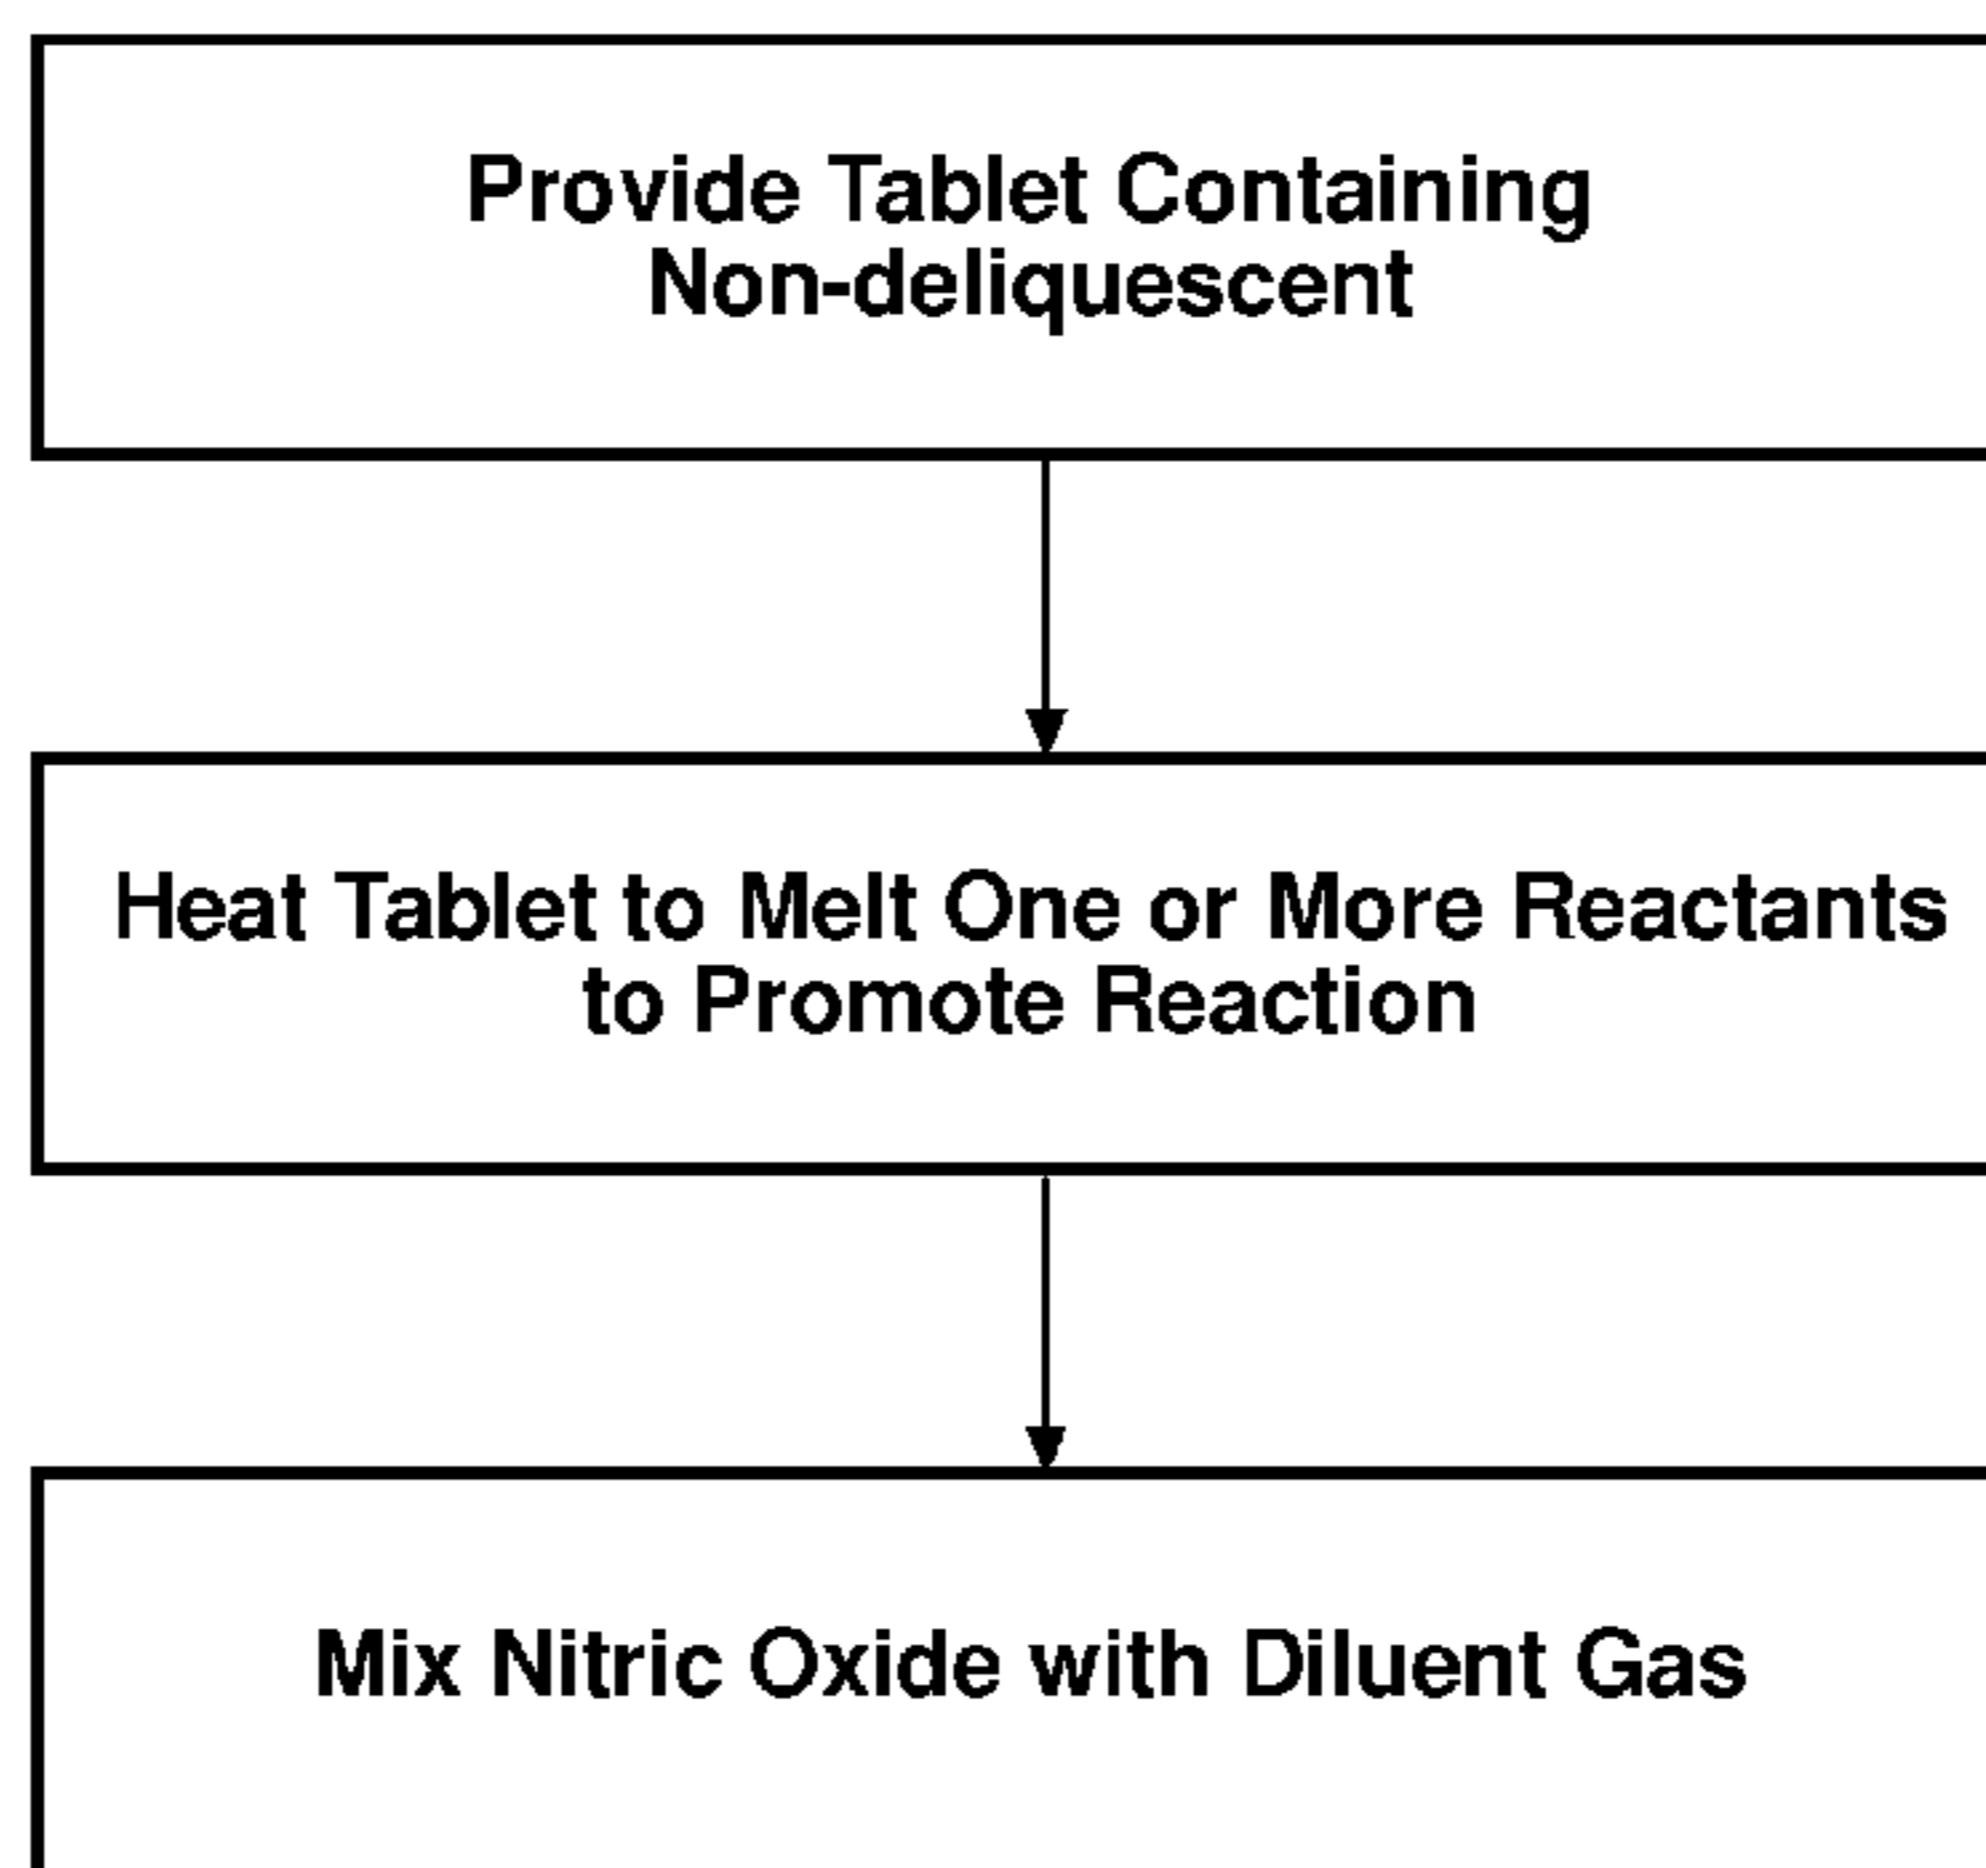 Provide Tablet Containing
Non-deliquescent
Heat Tablet to Melt One or More Reactants
to Promote Reaction
Mix Nitric Oxide with Diluent Gas